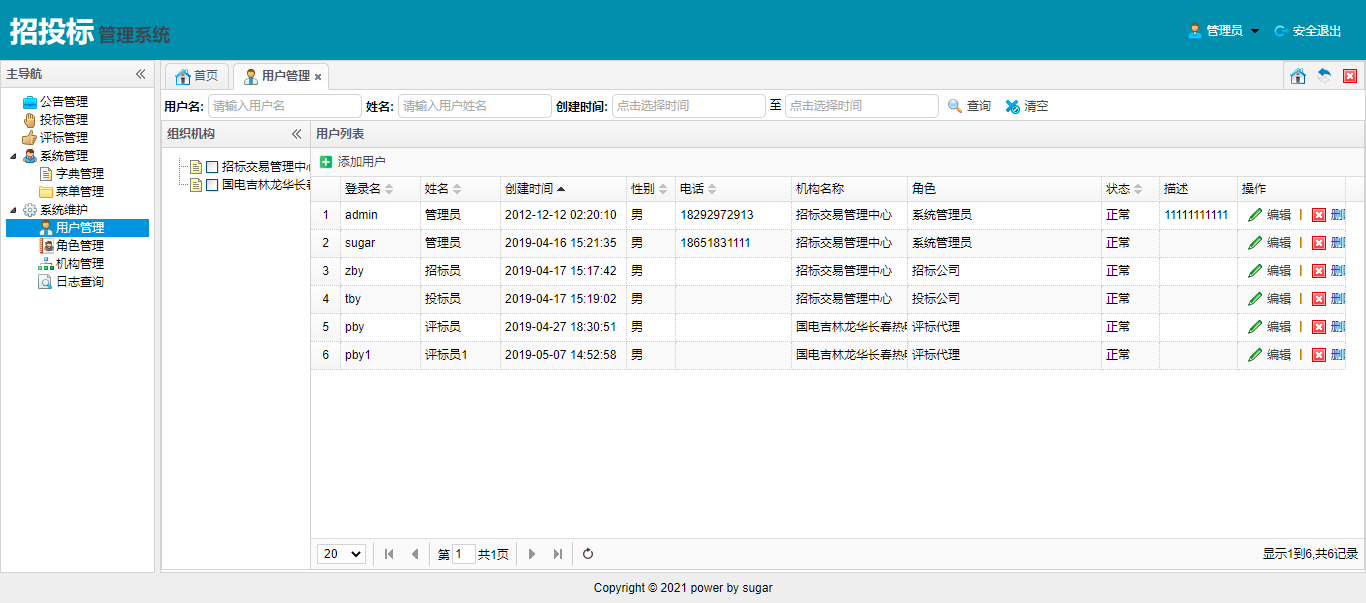 招投标 管理系统
管理员 安全退出
主导航
公告管理
投标管理
评标管理
系统管理
字典管理
菜单管理
系统维护
用户管理
角色管理
机构管理
日志查询
首页 用户管理
用户名: 请输入用户名 姓名: 请输入用户姓名 创建时间: 点击选择时间 至 点击选择时间 查询 清空
组织机构
招标交易管理中
国电吉林龙华长
用户列表
添加用户
登录名 姓名 创建时间 性别 电话 机构名称 角色 状态 描述 操作
1 admin 管理员 2012-12-12 02:20:10 男 18292972913 招标交易管理中心 系统管理员 正常 11111111111 编辑 | 删
2 sugar 管理员 2019-04-16 15:21:35 男 18651831111 招标交易管理中心 系统管理员 正常 编辑 | 删
3 zby 招标员 2019-04-17 15:17:42 男 招标交易管理中心 招标公司 正常 编辑 | 删
4 tby 投标员 2019-04-17 15:19:02 男 招标交易管理中心 投标公司 正常 编辑 | 删
5 pby 评标员 2019-04-27 18:30:51 男 国电吉林龙华长春热 评标代理 正常 编辑 | 删
6 pby1 评标员1 2019-05-07 14:52:58 男 国电吉林龙华长春热 评标代理 正常 编辑 | 删
20 第 1 共1页 显示1到6,共6记录
Copyright © 2021 power by sugar